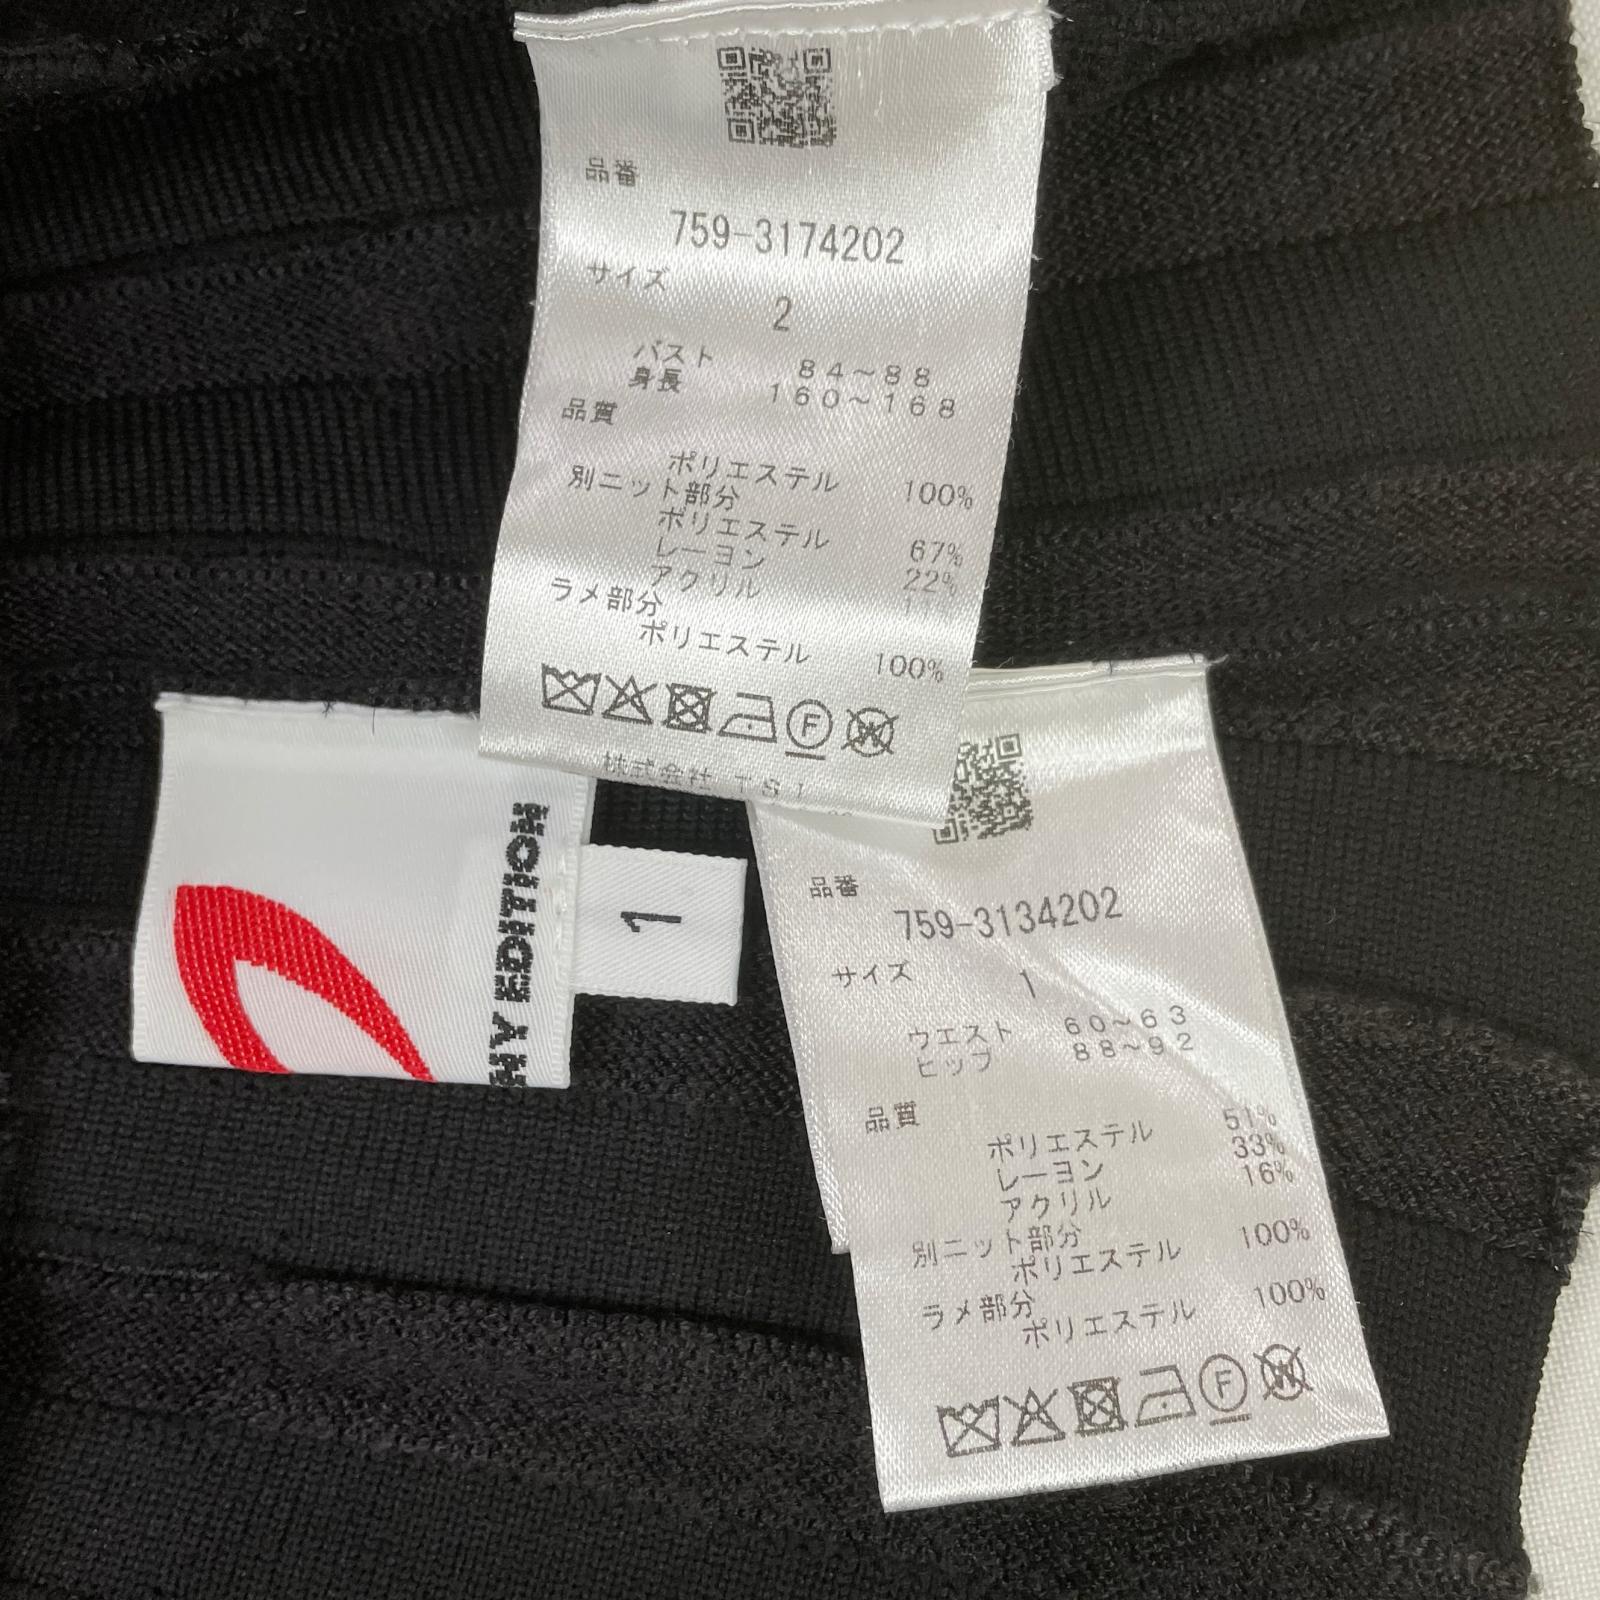 品番
759-3174202
サイズ
2
バスト 84～88
身長 160～168
品質
ポリエステル 100%
別ニット部分
ポリエステル 67%
レーヨン 22%
アクリル
ラメ部分
ポリエステル 100%
F
W
株式会社 TSI
HY EDITION
1
品番
759-3134202
サイズ
1
ウエスト 60～63
ヒップ 88～92
品質
ポリエステル 51%
レーヨン 33%
アクリル 16%
別ニット部分
ポリエステル 100%
ラメ部分
ポリエステル 100%
F
W